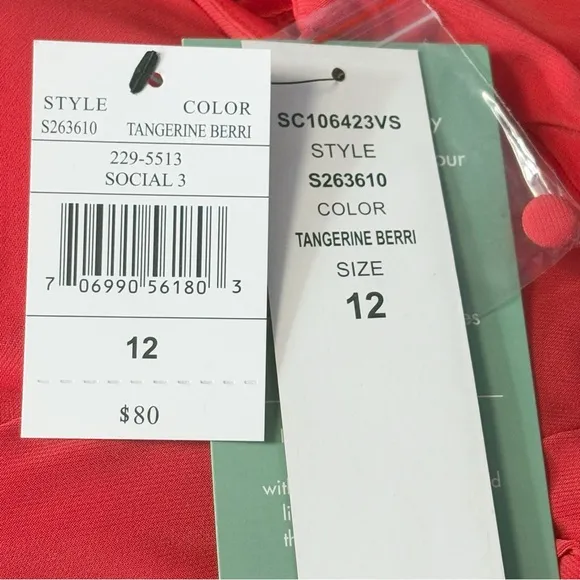 STYLE COLOR
S263610 TANGERINE BERRI
229-5513
SOCIAL 3
7 06990 56180 3
12
$80
SC106423VS
STYLE
S263610
COLOR
TANGERINE BERRI
SIZE
12